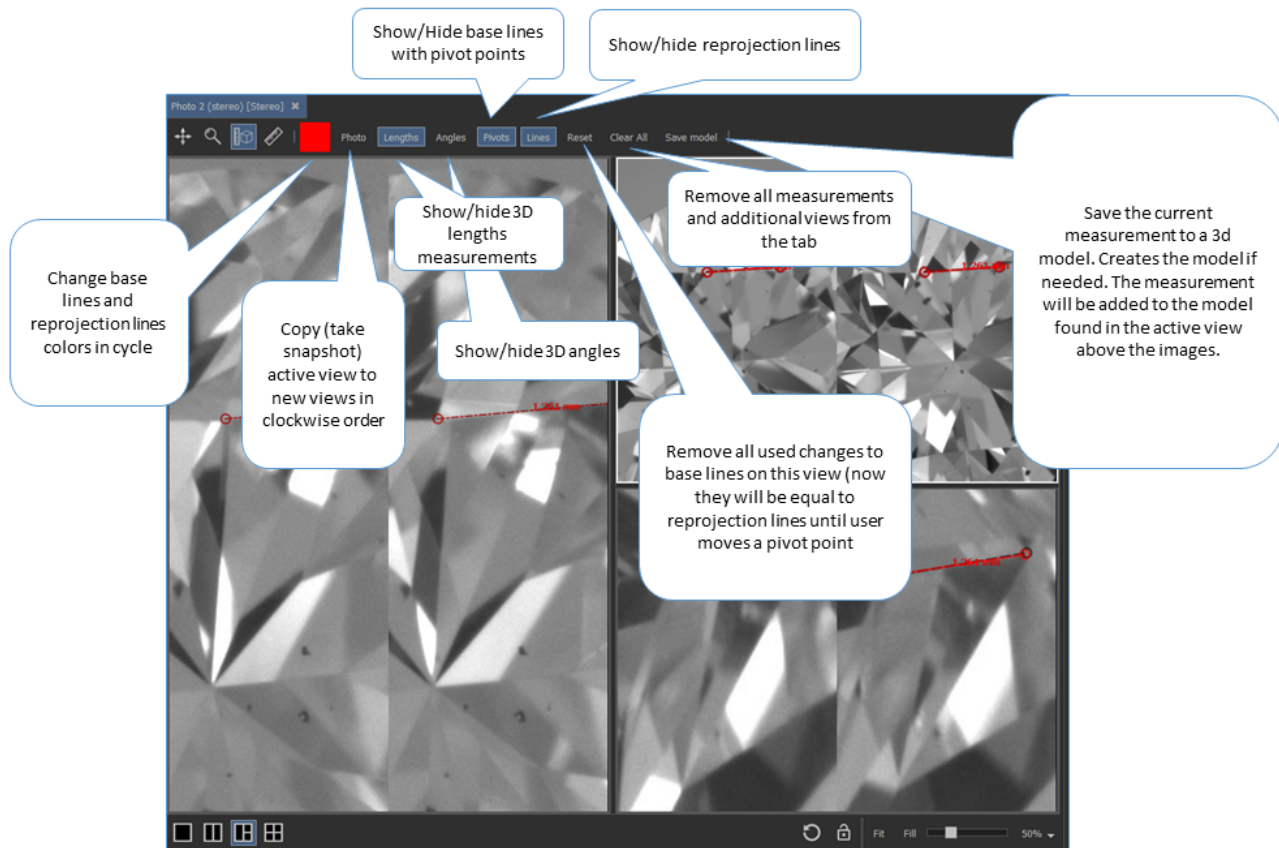 Show/Hide base lines
with pivot points
Show/hide reprojection lines
Photo 2 (stereo) [Stereo] ✖
Photo Lengths Angles Pivots Lines Reset Clear All Save model
Change base
lines and
reprojection lines
colors in cycle
Copy (take
snapshot)
active view to
new views in
clockwise order
Show/hide 3D
lengths
measurements
Show/hide 3D angles
Remove all measurements
and additional views from
the tab
Save the current
measurement to a 3d
model. Creates the model if
needed. The measurement
will be added to the model
found in the active view
above the images.
Remove all used changes to
base lines on this view (now
they will be equal to
reprojection lines until user
moves a pivot point
1.261 mm
Fit Fill 50%